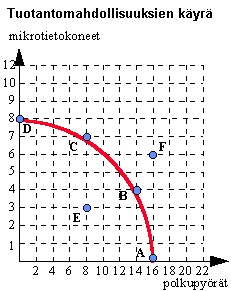 Tuotantomahdollisuuksien käyrä
mikrotietokoneet
12
11
10
9
8
D
7
C
F
6
5
4
B
3
E
2
1
A
2 4 6 8 10 12 14 16 18 20 22
polkupyörät